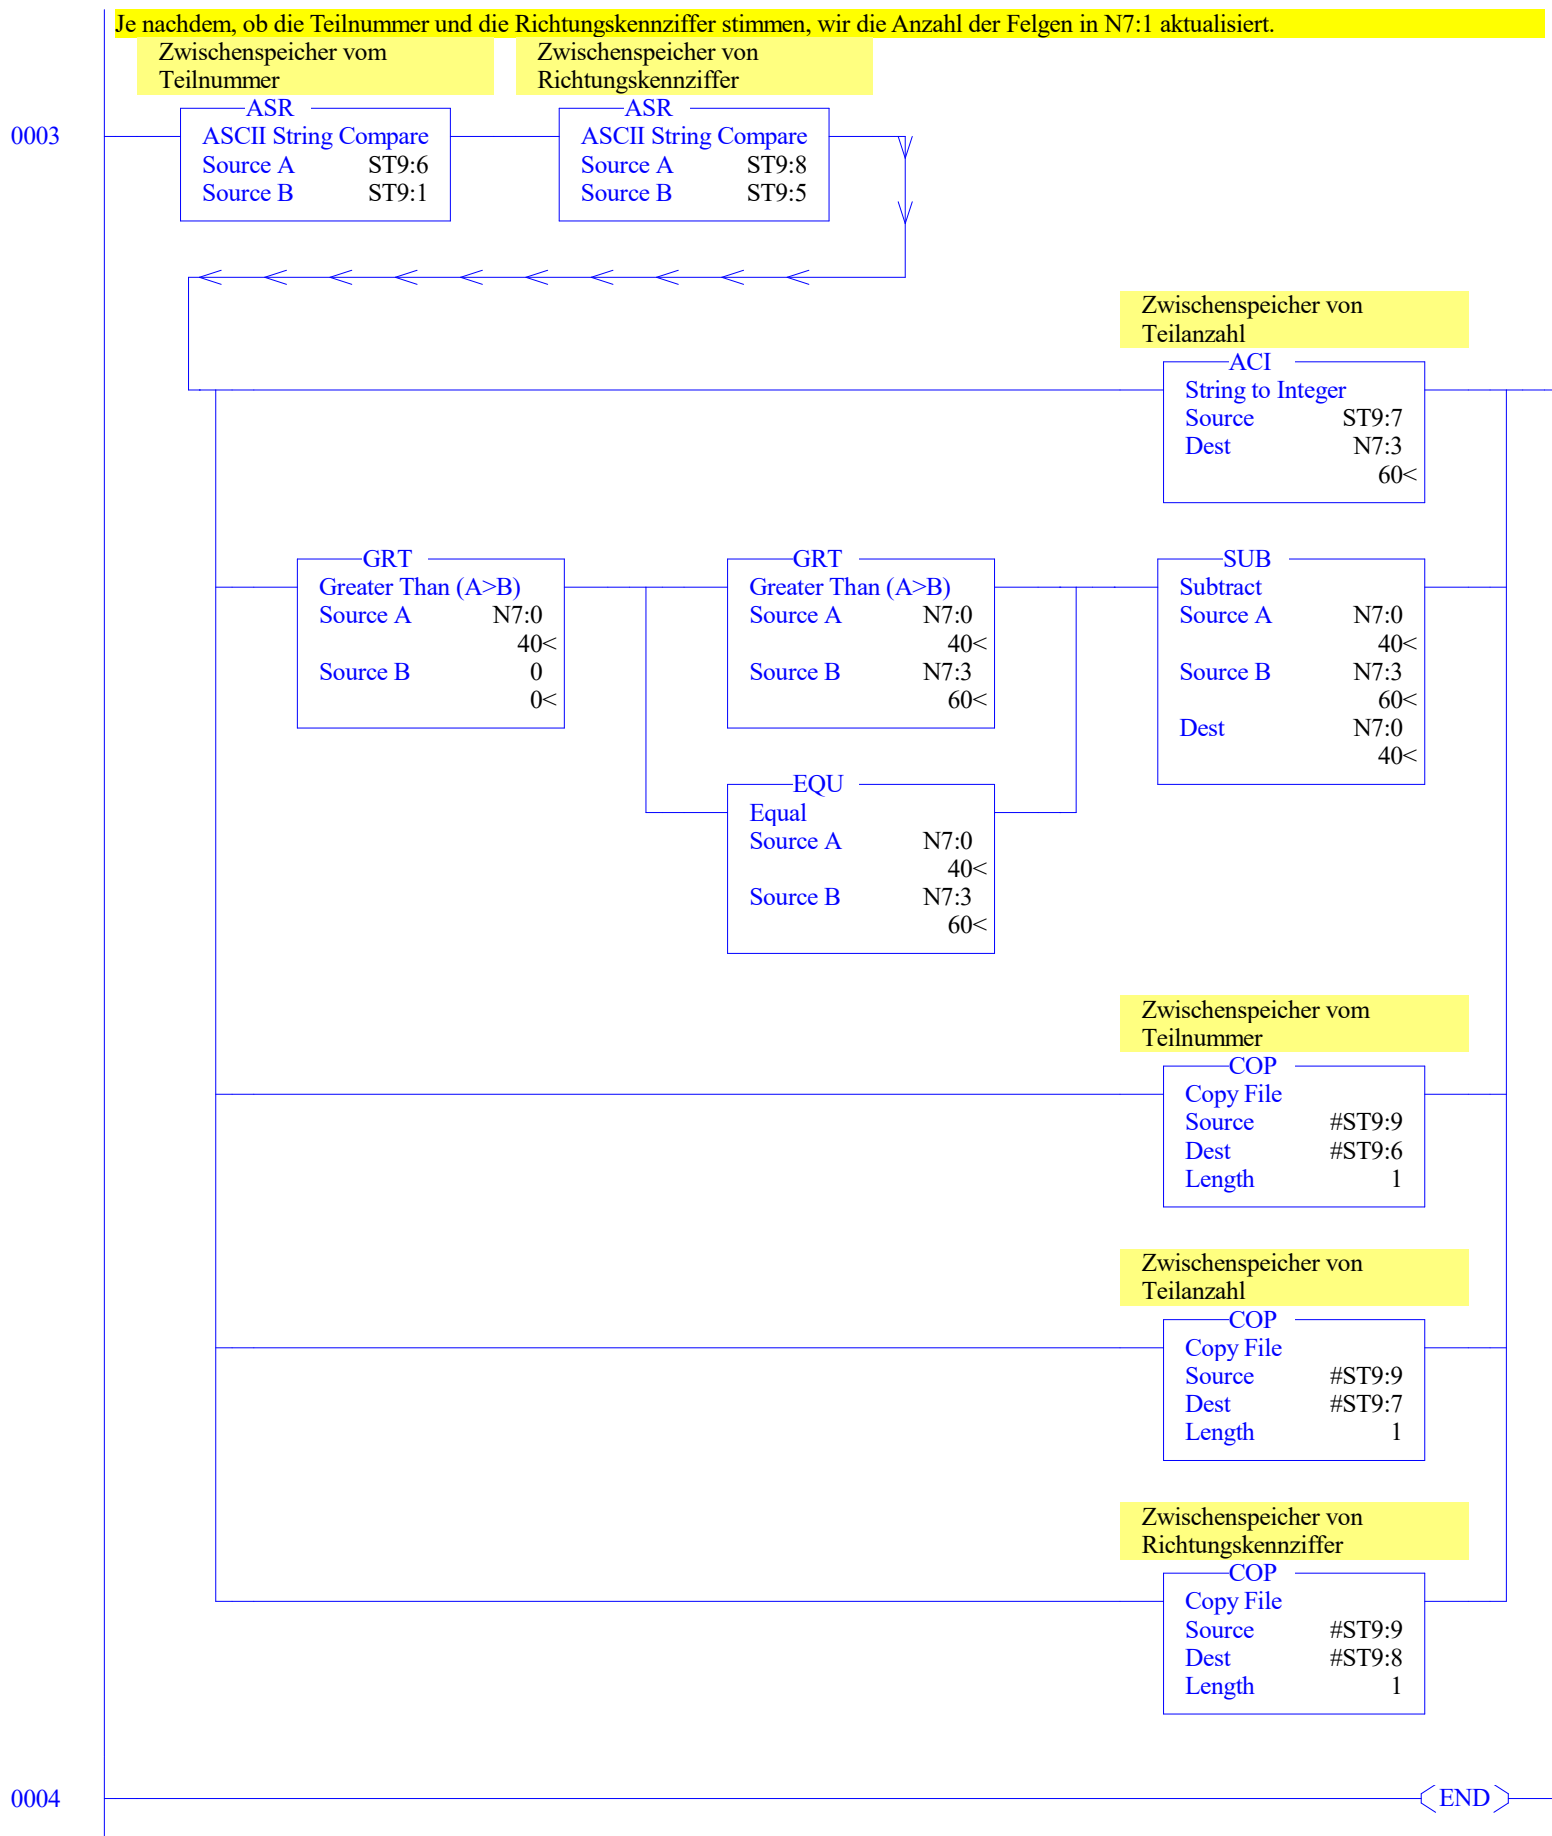 Je nachdem, ob die Teilnummer und die Richtungskennziffer stimmen, wir die Anzahl der Felgen in N7:1 aktualisiert.
Zwischenspeicher vom
Teilnummer
Zwischenspeicher von
Richtungskennziffer
0003
ASR
ASCII String Compare
Source A ST9:6
Source B ST9:1
ASR
ASCII String Compare
Source A ST9:8
Source B ST9:5
Zwischenspeicher von
Teilanzahl
ACI
String to Integer
Source ST9:7
Dest N7:3
60<
GRT
Greater Than (A>B)
Source A N7:0
40<
Source B 0
0<
GRT
Greater Than (A>B)
Source A N7:0
40<
Source B N7:3
60<
SUB
Subtract
Source A N7:0
40<
Source B N7:3
60<
Dest N7:0
40<
EQU
Equal
Source A N7:0
40<
Source B N7:3
60<
Zwischenspeicher vom
Teilnummer
COP
Copy File
Source #ST9:9
Dest #ST9:6
Length 1
Zwischenspeicher von
Teilanzahl
COP
Copy File
Source #ST9:9
Dest #ST9:7
Length 1
Zwischenspeicher von
Richtungskennziffer
COP
Copy File
Source #ST9:9
Dest #ST9:8
Length 1
0004
END